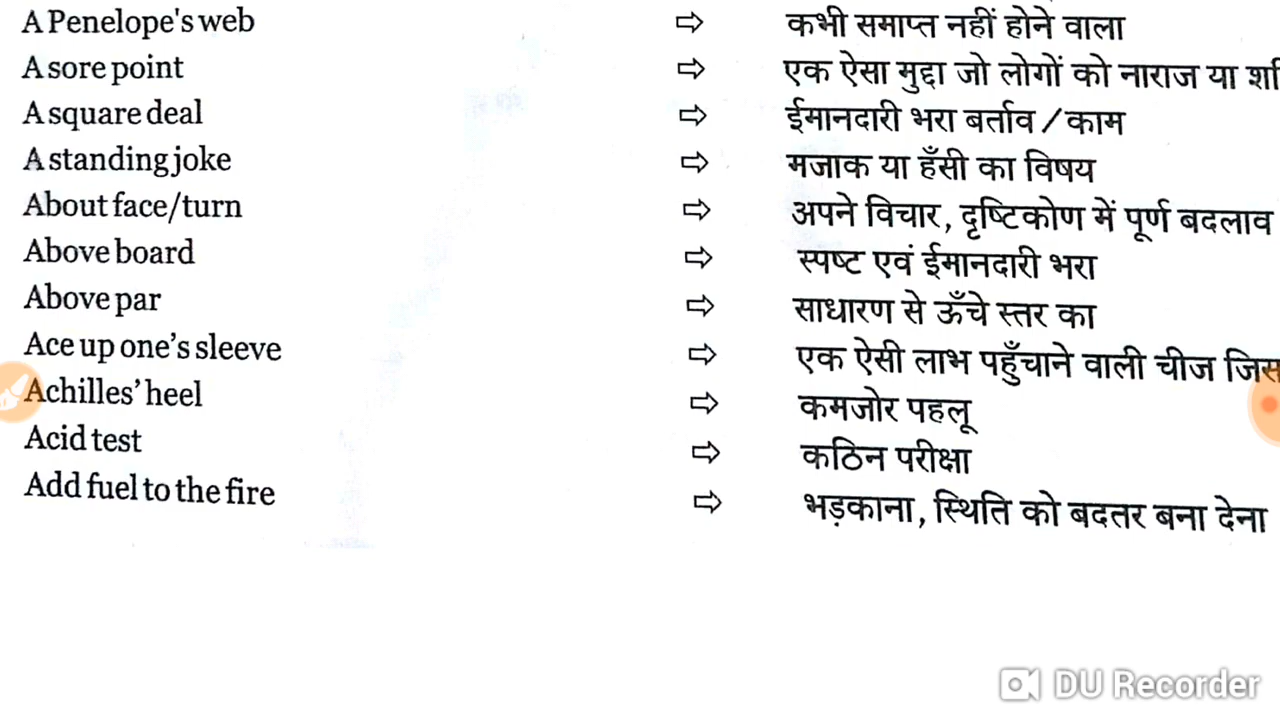 A Penelope's web ⇨ कभी समाप्त नहीं होने वाला
A sore point ⇨ एक ऐसा मुद्दा जो लोगों को नाराज या
A square deal ⇨ ईमानदारी भरा बर्ताव / काम
A standing joke ⇨ मजाक या हँसी का विषय
About face/turn ⇨ अपने विचार, दृष्टिकोण में पूर्ण बदलाव
Above board ⇨ स्पष्ट एवं ईमानदारी भरा
Above par ⇨ साधारण से ऊँचे स्तर का
Ace up one's sleeve ⇨ एक ऐसी लाभ पहुँचाने वाली चीज
Achilles' heel ⇨ कमजोर पहलू
Acid test ⇨ कठिन परीक्षा
Add fuel to the fire ⇨ भड़काना, स्थिति को बदतर बना देना
DU Recorder